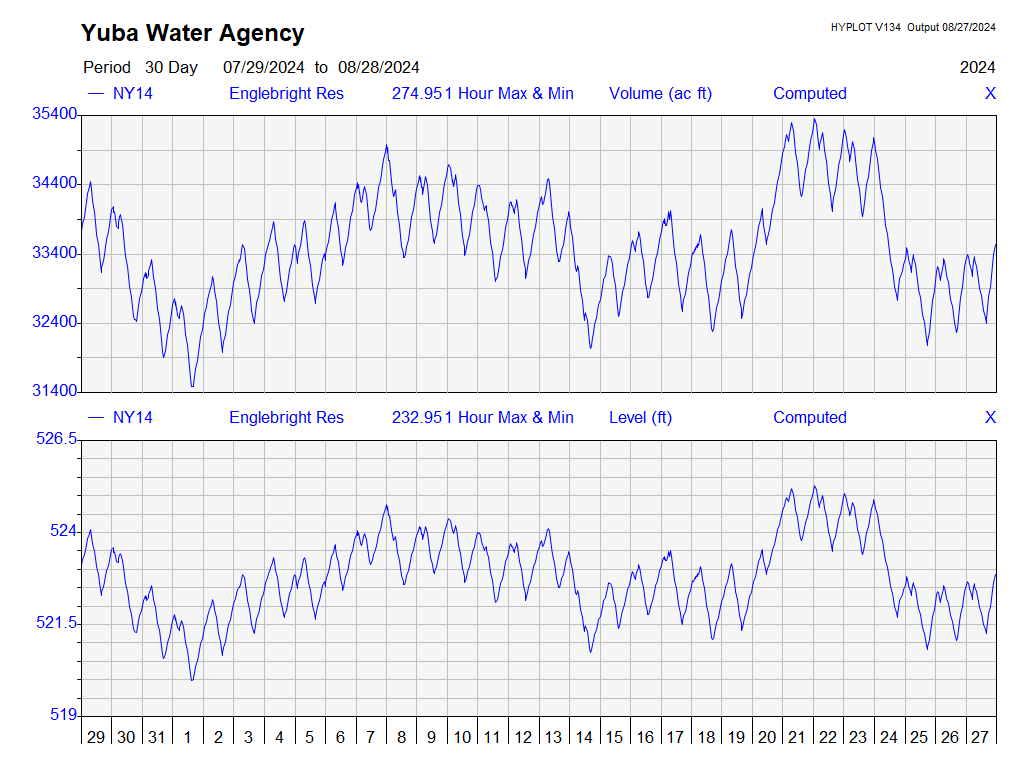 Yuba Water Agency
HYPLOT V134 Output 08/27/2024
Period 30 Day 07/29/2024 to 08/28/2024 2024
NY14 Englebright Res 274.951 Hour Max & Min Volume (ac ft) Computed X
35400
34400
33400
32400
31400
NY14 Englebright Res 232.951 Hour Max & Min Level (ft) Computed X
526.5
524
521.5
519
29 30 31 1 2 3 4 5 6 7 8 9 10 11 12 13 14 15 16 17 18 19 20 21 22 23 24 25 26 27